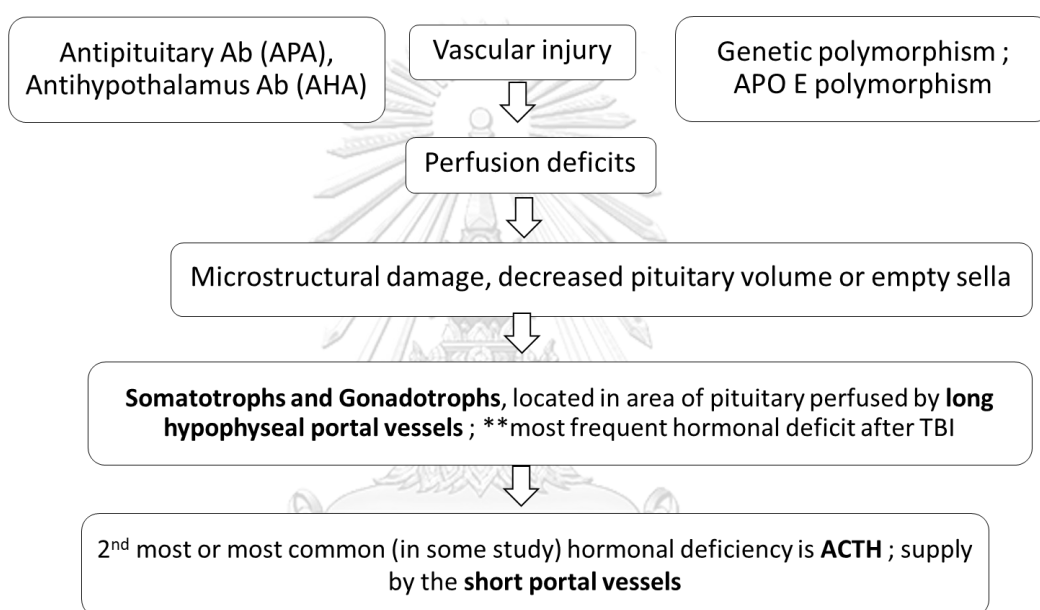 Antipituitary Ab (APA),
Antihypothalamus Ab (AHA)
Vascular injury
Genetic polymorphism ;
APO E polymorphism
Perfusion deficits
Microstructural damage, decreased pituitary volume or empty sella
Somatotrophs and Gonadotrophs, located in area of pituitary perfused by long
hypophyseal portal vessels ; **most frequent hormonal deficit after TBI
2nd most or most common (in some study) hormonal deficiency is ACTH ; supply
by the short portal vessels